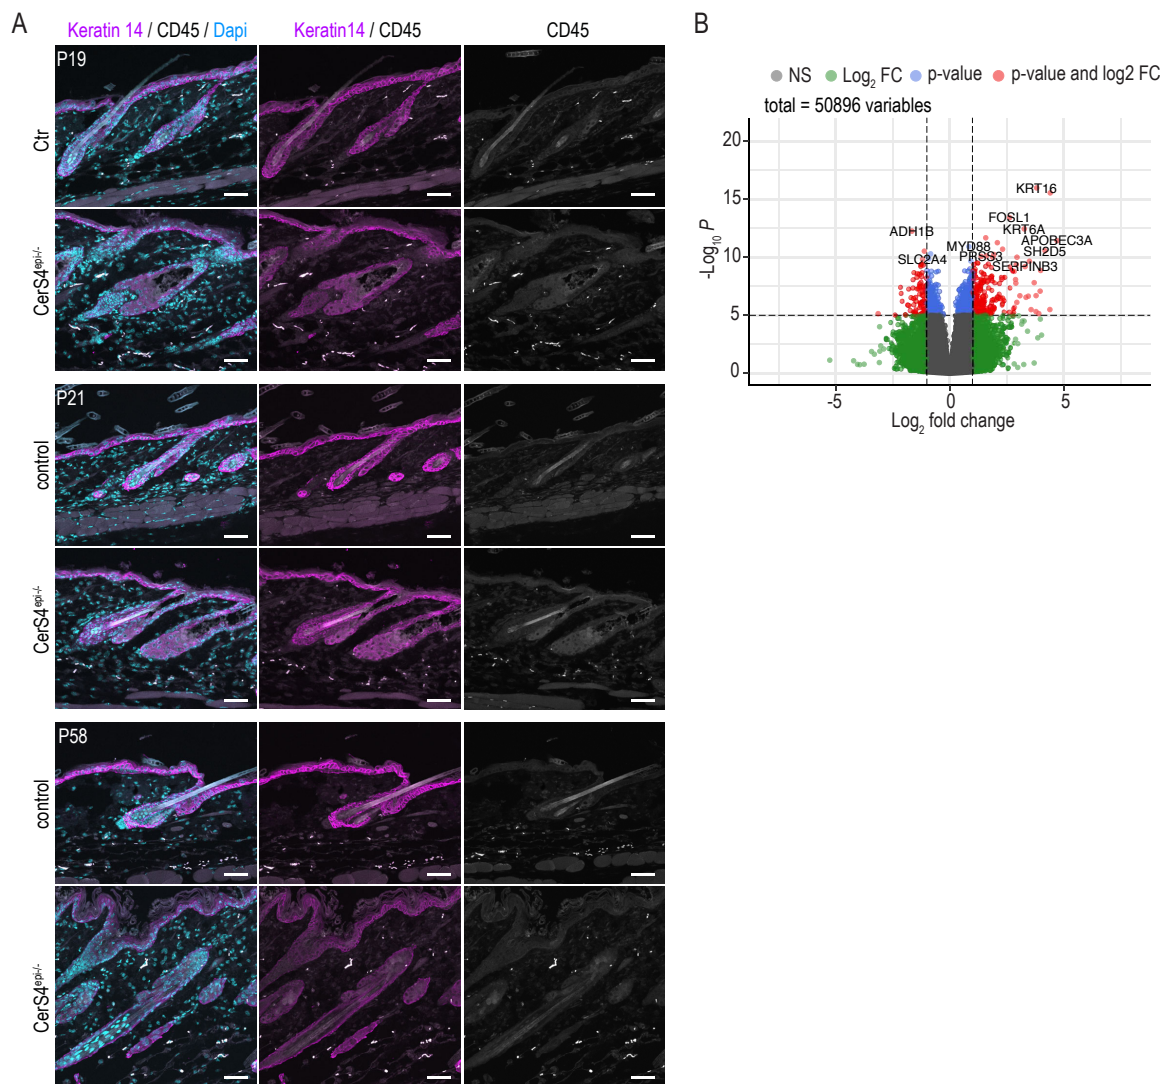 A
Keratin 14 / CD45 / Dapi
Keratin14 / CD45
CD45
P19
Ctr
CerS4epi-/-
P21
control
CerS4epi-/-
P58
control
CerS4epi-/-
B
NS
Log2 FC
p-value
p-value and log2 FC
total = 50896 variables
-Log10 P
20
15
10
5
0
KRT16
FOSL1
KRT6A
ADH1B
APOBEC3A
MYD88
SH2D5
PRSS3
SLC2A4
SERPINB3
-5
0
5
Log2 fold change